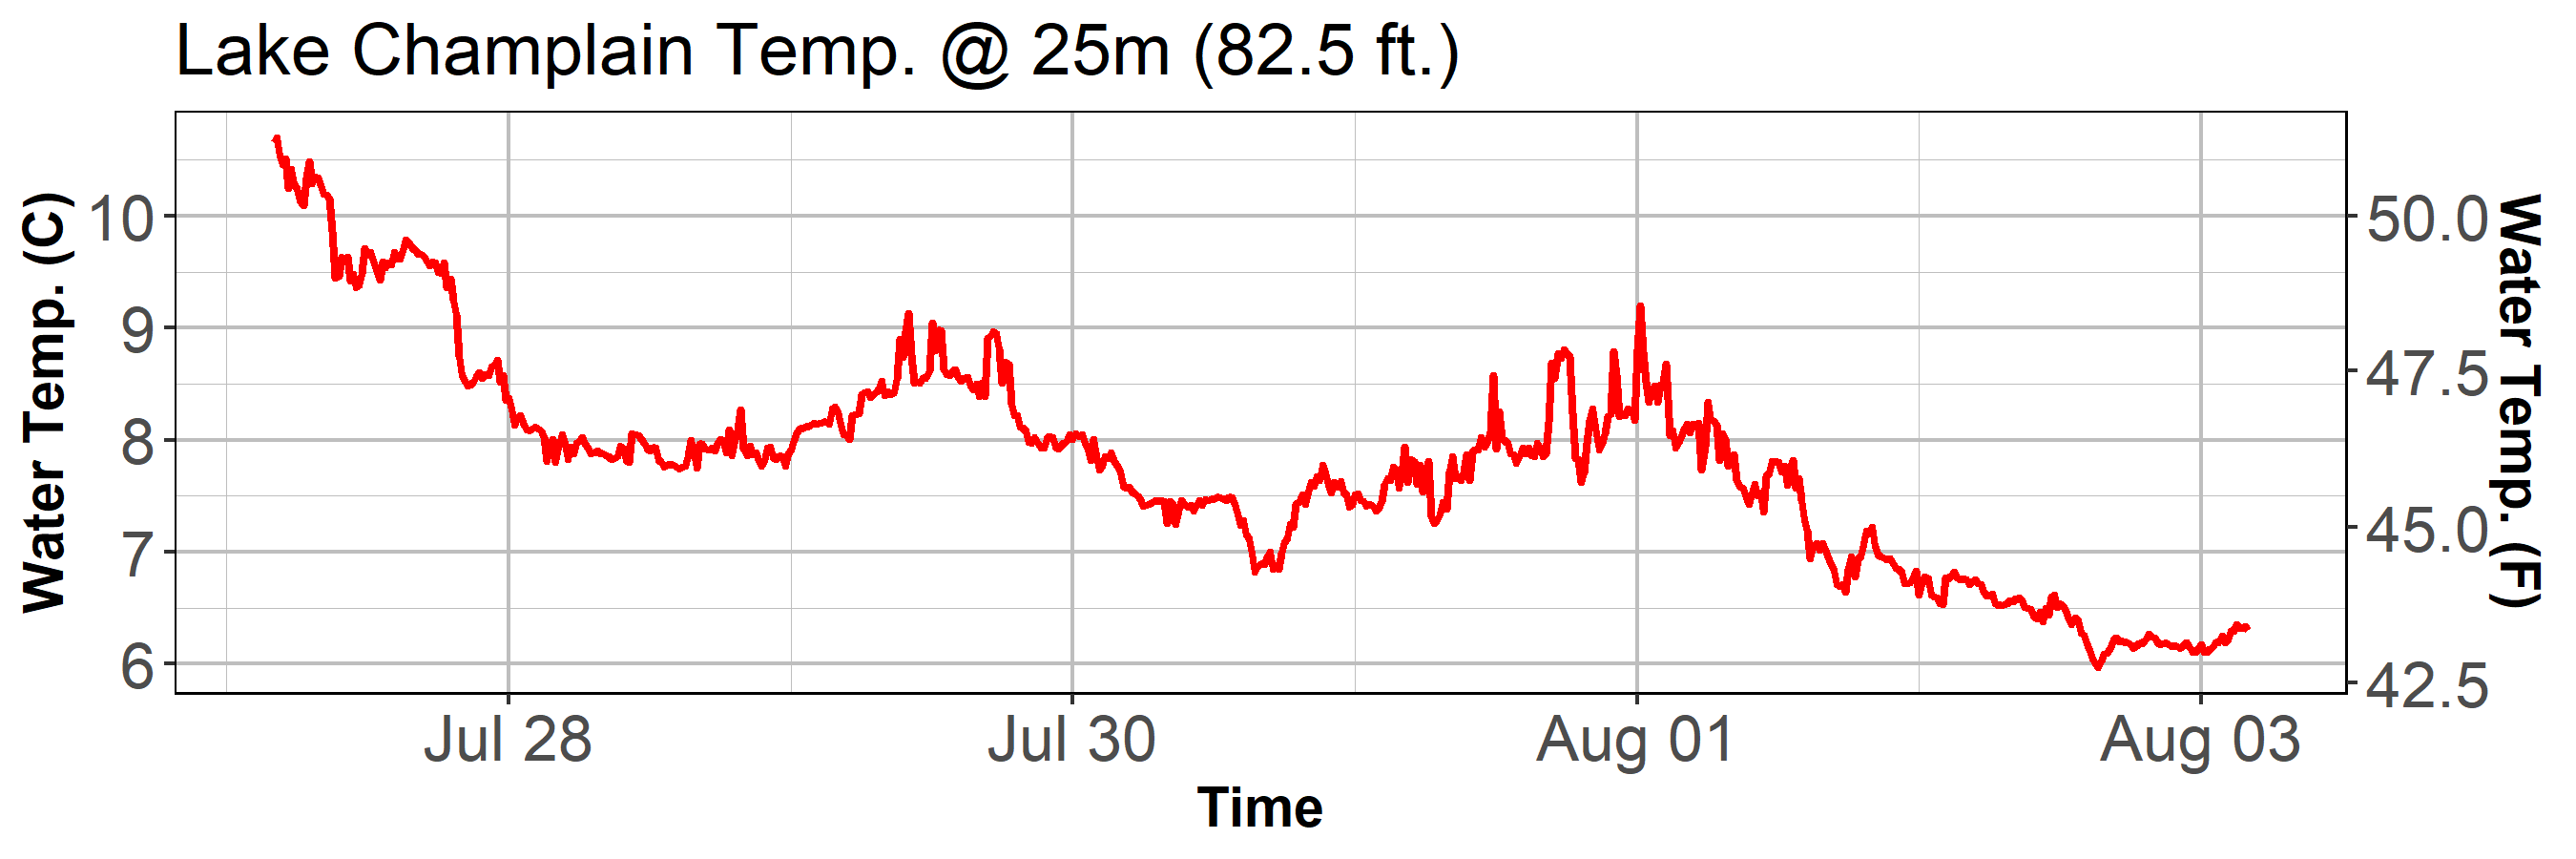 Lake Champlain Temp. @ 25m (82.5 ft.)
Water Temp. (C)
10
9
8
7
6
50.0
47.5
45.0
42.5
Water Temp. (F)
Jul 28
Jul 30
Aug 01
Aug 03
Time